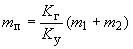 mп = Kг/Kу (m1 + m2)